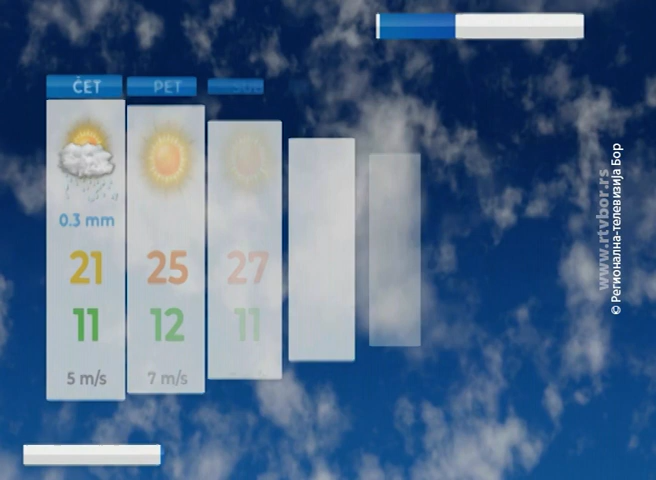 ČET PET SUB
0.3 mm
21 25 27
11 12 11
5 m/s 7 m/s
www.rtvbor.rs
© Регионална-телевизија Бор